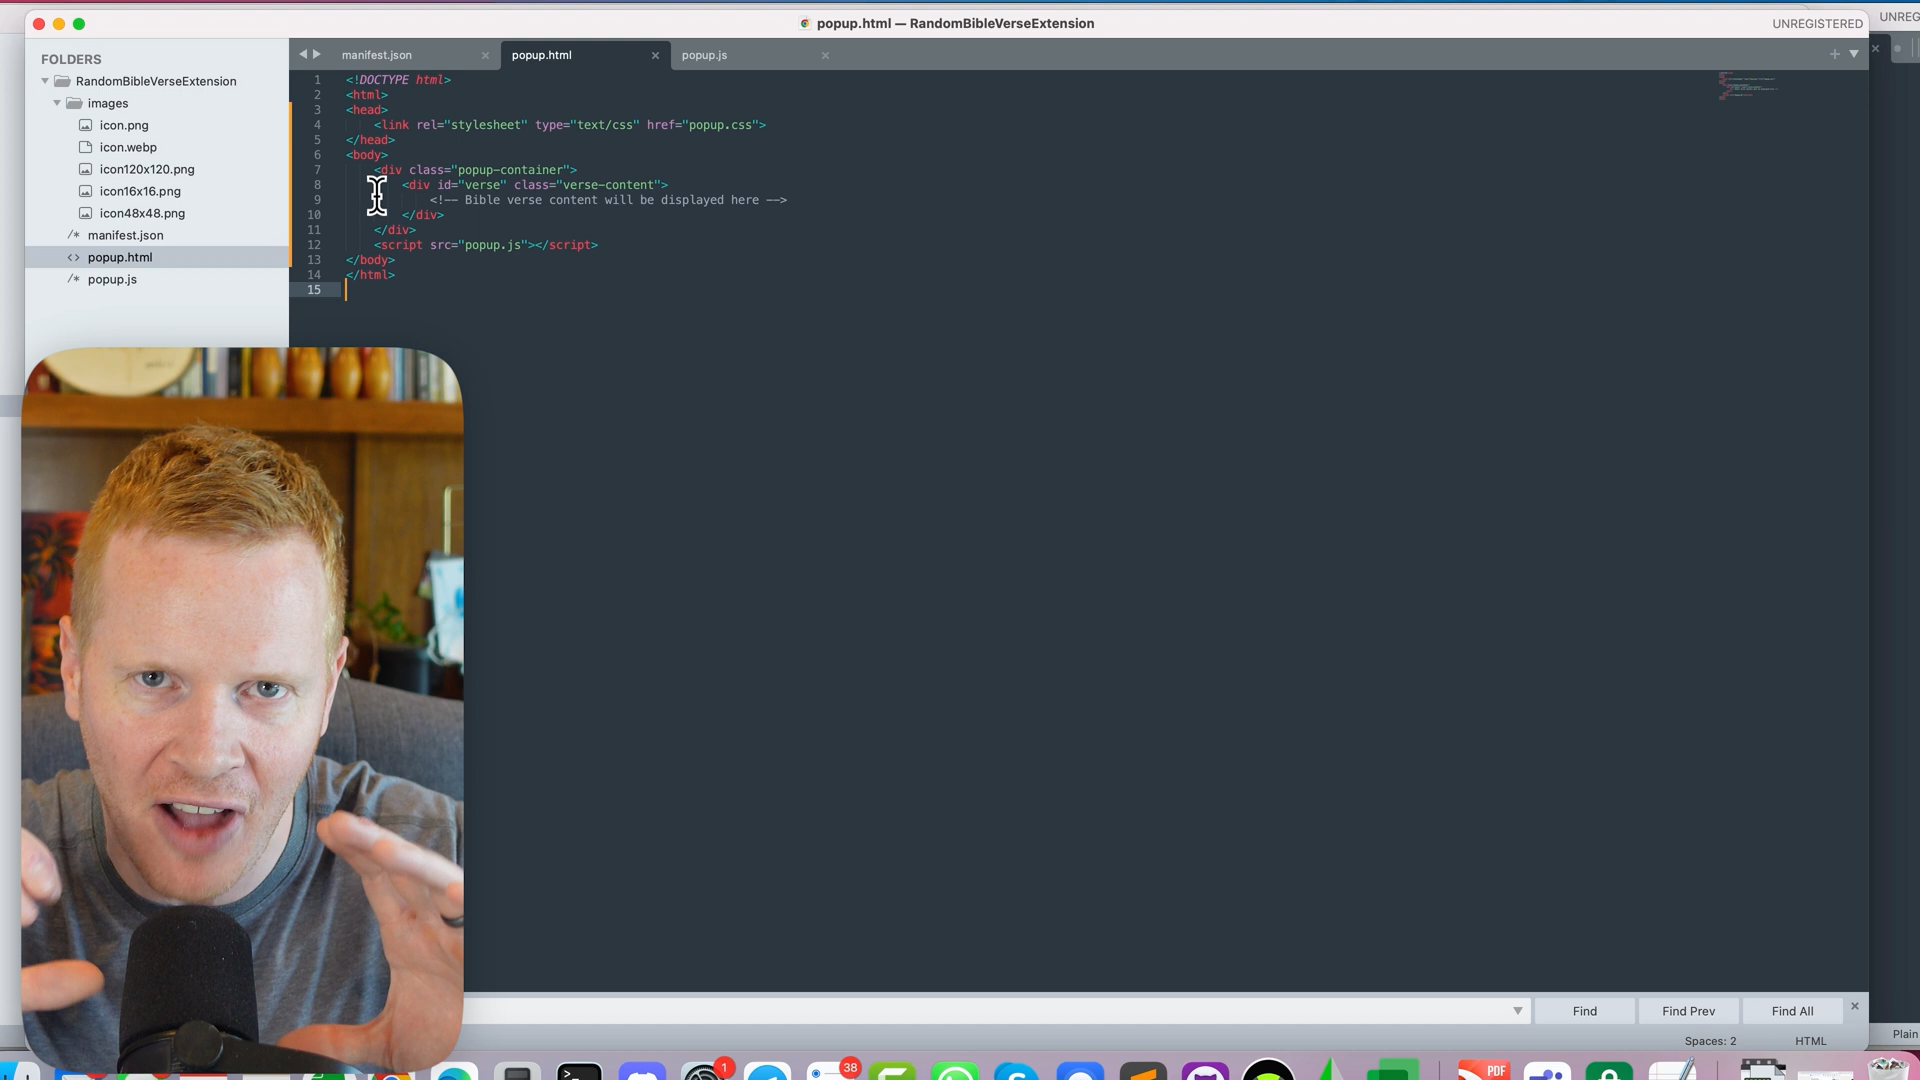 popup.html — RandomBibleVerseExtension
UNREGISTERED
UNREG
FOLDERS
RandomBibleVerseExtension
images
icon.png
icon.webp
icon120x120.png
icon16x16.png
icon48x48.png
/* manifest.json
<> popup.html
/* popup.js
manifest.json
popup.html
popup.js
1 <!DOCTYPE html>
2 <html>
3 <head>
4 <link rel="stylesheet" type="text/css" href="popup.css">
5 </head>
6 <body>
7 <div class="popup-container">
8 <div id="verse" class="verse-content">
9 <!-- Bible verse content will be displayed here -->
10 </div>
11 </div>
12 <script src="popup.js"></script>
13 </body>
14 </html>
15
Find
Find Prev
Find All
Plain
Spaces: 2
HTML
1
38
PDF